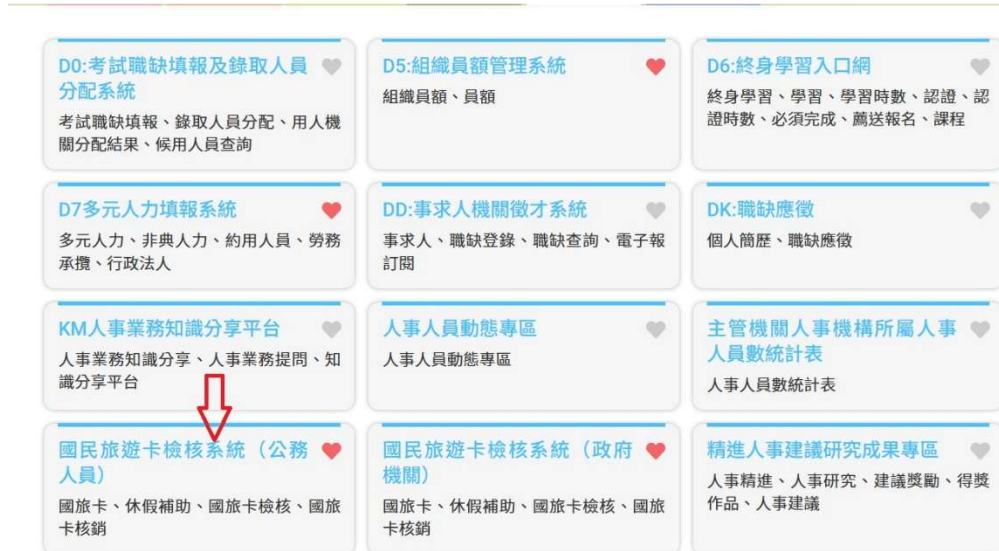 D0:考試職缺填報及錄取人員
分配系統
考試職缺填報、錄取人員分配、用人機
關分配結果、候用人員查詢
D5:組織員額管理系統
組織員額、員額
D6:終身學習入口網
終身學習、學習、學習時數、認證、認
證時數、必須完成、薦送報名、課程
D7多元人力填報系統
多元人力、非典人力、約用人員、勞務
承攬、行政法人
DD:事求人機關徵才系統
事求人、職缺登錄、職缺查詢、電子報
訂閱
DK:職缺應徵
個人簡歷、職缺應徵
KM人事業務知識分享平台
人事業務知識分享、人事業務提問、知
識分享平台
人事人員動態專區
人事人員動態專區
主管機關人事機構所屬人事
人員數統計表
人事人員數統計表
國民旅遊卡檢核系統（公務
人員）
國旅卡、休假補助、國旅卡檢核、國旅
卡核銷
國民旅遊卡檢核系統（政府
機關）
國旅卡、休假補助、國旅卡檢核、國旅
卡核銷
精進人事建議研究成果專區
人事精進、人事研究、建議獎勵、得獎
作品、人事建議